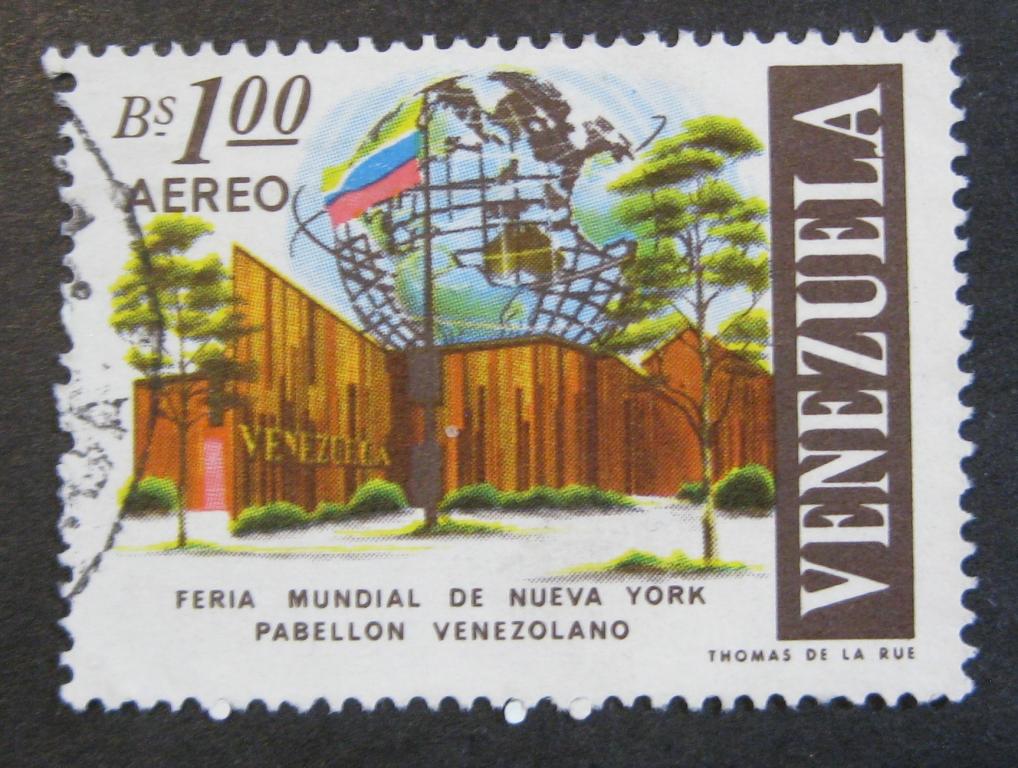 Bs 1.00
AEREO
VENEZUELA
VENEZUELA
FERIA MUNDIAL DE NUEVA YORK
PABELLON VENEZOLANO
THOMAS DE LA RUE